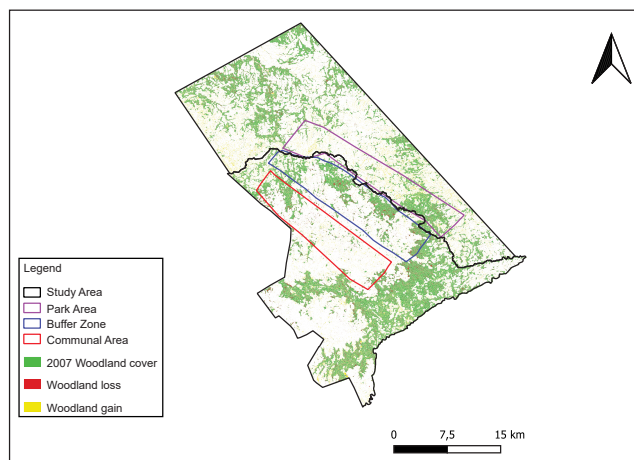 Legend
Study Area
Park Area
Buffer Zone
Communal Area
2007 Woodland cover
Woodland loss
Woodland gain
0 7,5 15 km